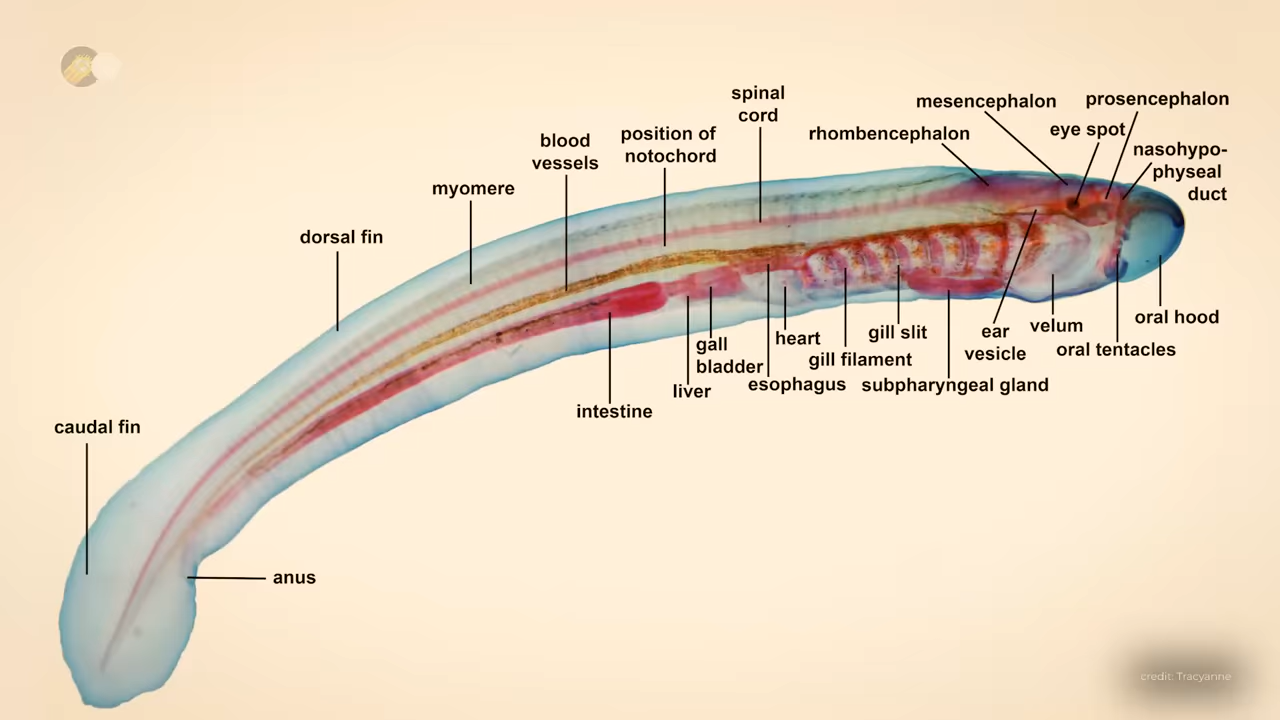 spinal
cord
mesencephalon
prosencephalon
position of
notochord
rhombencephalon
eye spot
blood
vessels
nasohypo-
physeal
duct
myomere
dorsal fin
oral hood
velum
ear
vesicle
gill slit
heart
gall
bladder
gill filament
oral tentacles
liver
esophagus
subpharyngeal gland
intestine
caudal fin
anus
credit: Tracyanne